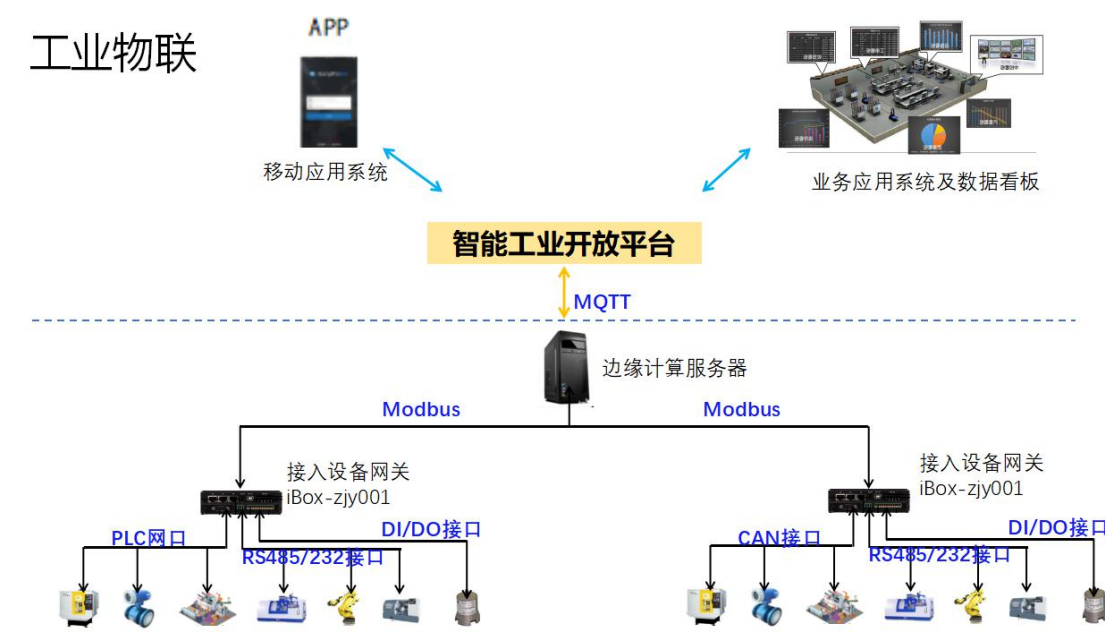 工业物联
APP
移动应用系统
业务应用系统及数据看板
智能工业开放平台
MQTT
边缘计算服务器
Modbus
Modbus
接入设备网关
iBox-zjy001
接入设备网关
iBox-zjy001
PLC网口
RS485/232接口
DI/DO接口
CAN接口
RS485/232接口
DI/DO接口